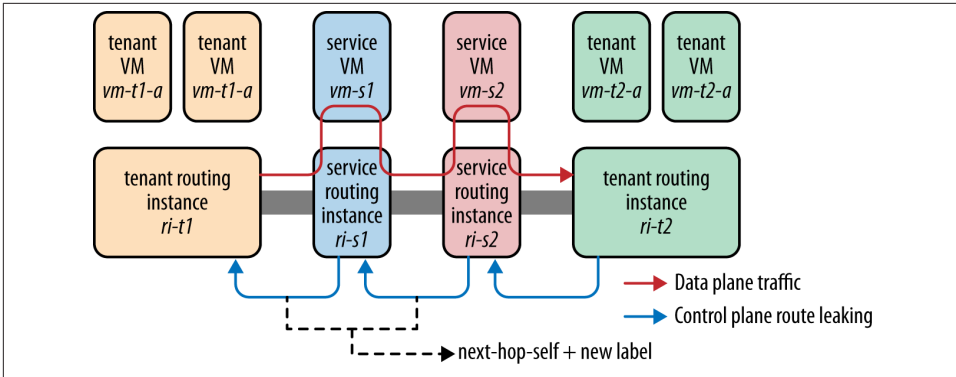 tenant
VM
vm-t1-a
tenant
VM
vm-t1-a
service
VM
vm-s1
service
VM
vm-s2
tenant
VM
vm-t2-a
tenant
VM
vm-t2-a
tenant routing
instance
ri-t1
service
routing
instance
ri-s1
service
routing
instance
ri-s2
tenant routing
instance
ri-t2
Data plane traffic
Control plane route leaking
next-hop-self + new label